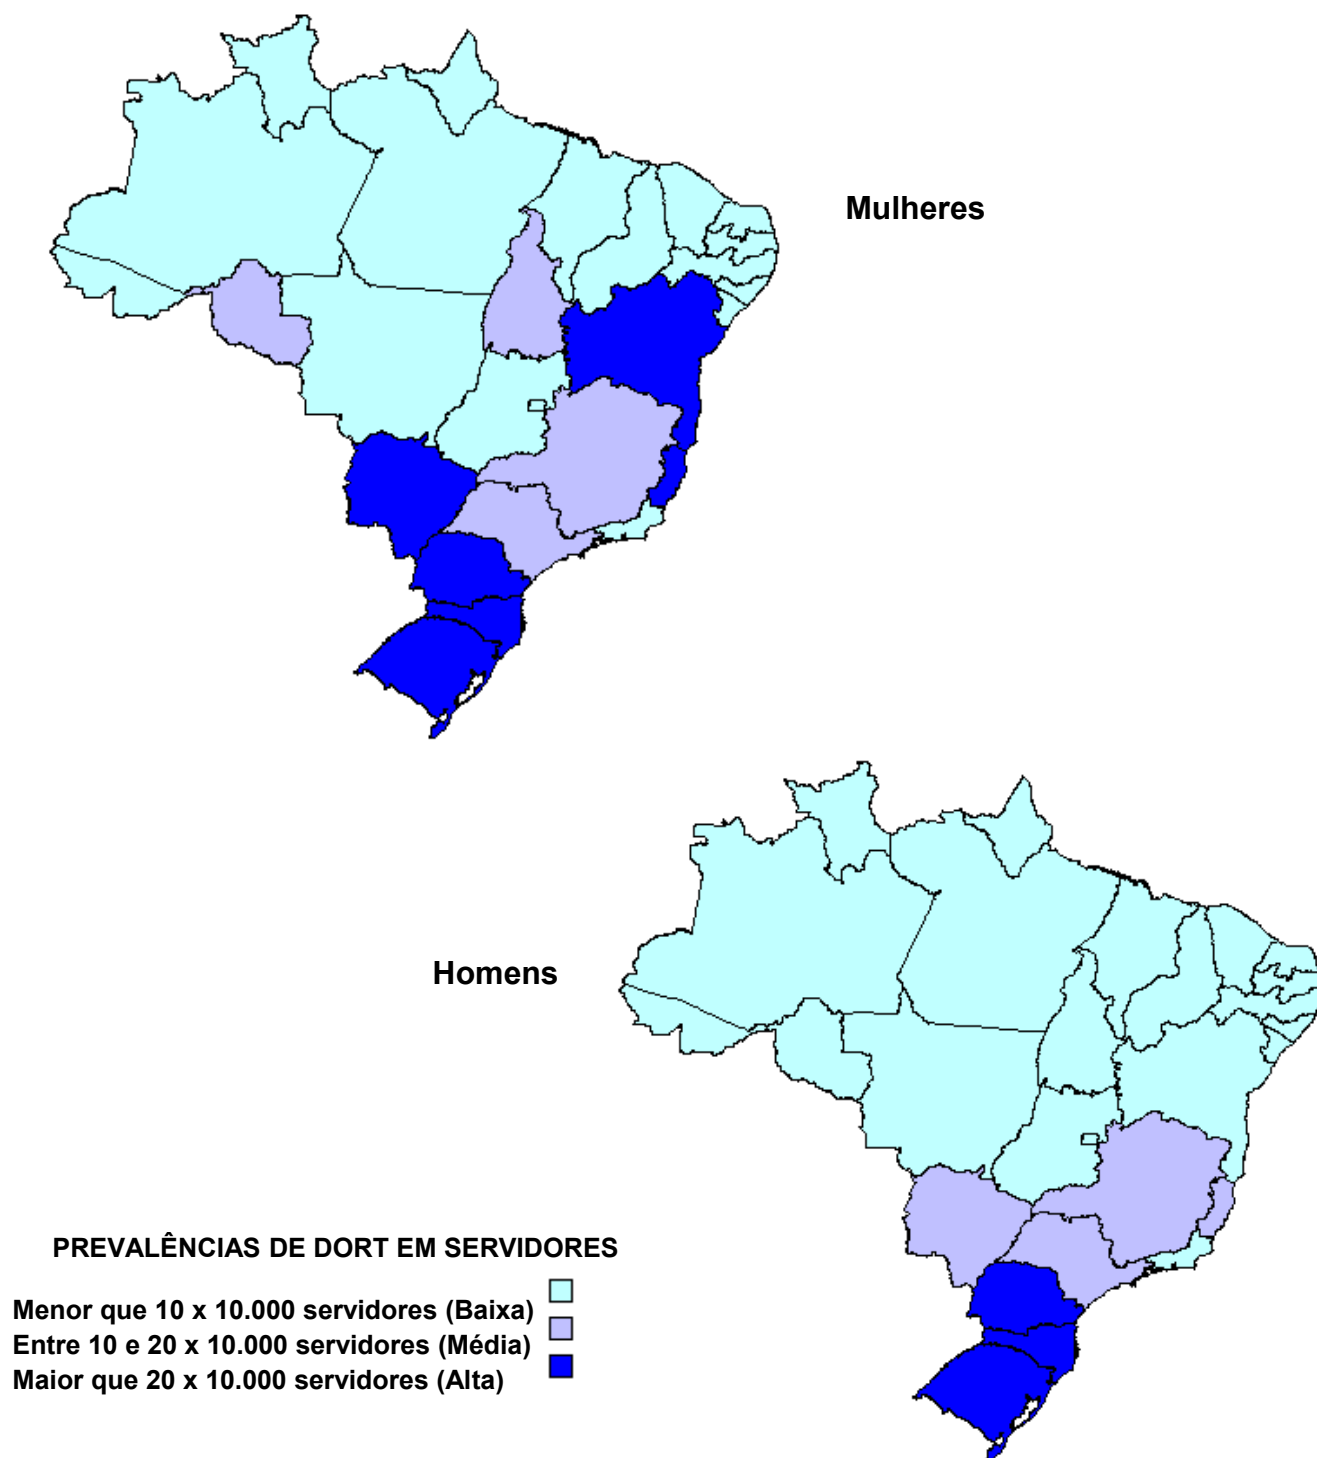 Mulheres
Homens
PREVALÊNCIAS DE DORT EM SERVIDORES
Menor que 10 x 10.000 servidores (Baixa)
Entre 10 e 20 x 10.000 servidores (Média)
Maior que 20 x 10.000 servidores (Alta)